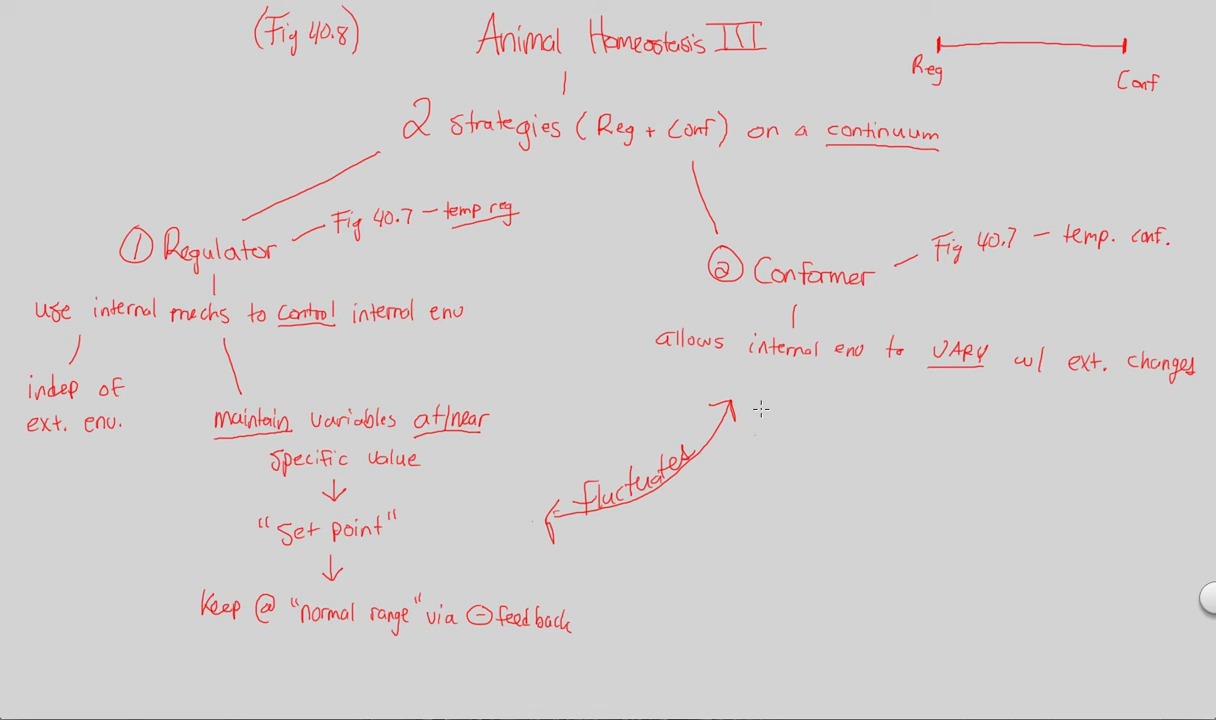 (Fig 40.8)
Animal Homeostasis III
Reg
Conf
2 strategies (Reg + Conf) on a continuum
① Regulator
Fig 40.7 - temp reg
② Conformer
Fig 40.7 - temp. conf.
use internal mechs to control internal env
allows internal env to VARY w/ ext. changes
indep of
ext. env.
maintain variables at/near
specific value
fluctuates
"Set point"
Keep @ "normal range" via ⊖ feedback